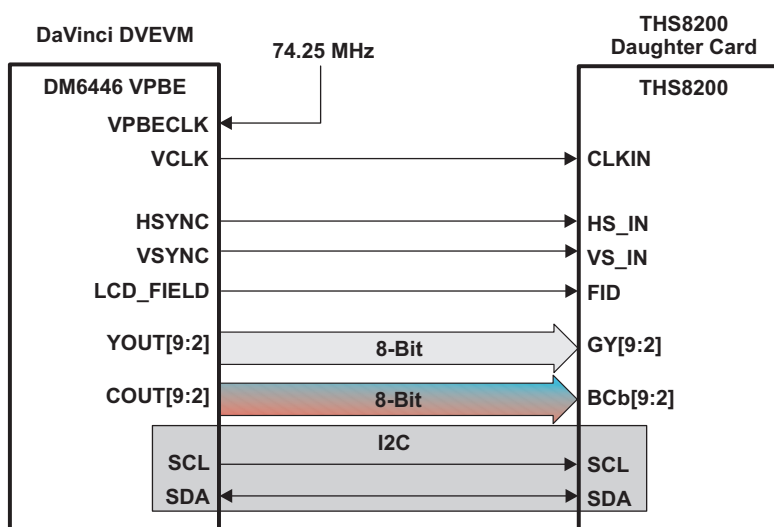 DaVinci DVEVM
THS8200
Daughter Card
74.25 MHz
DM6446 VPBE
THS8200
VPBECLK
VCLK
CLKIN
HSYNC
HS_IN
VSYNC
VS_IN
LCD_FIELD
FID
YOUT[9:2]
8-Bit
GY[9:2]
COUT[9:2]
8-Bit
BCb[9:2]
I2C
SCL
SCL
SDA
SDA